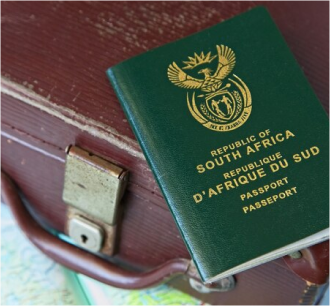 REPUBLIC OF
SOUTH AFRICA
REPUBLIQUE
D'AFRIQUE DU SUD
PASSPORT
PASSEPORT